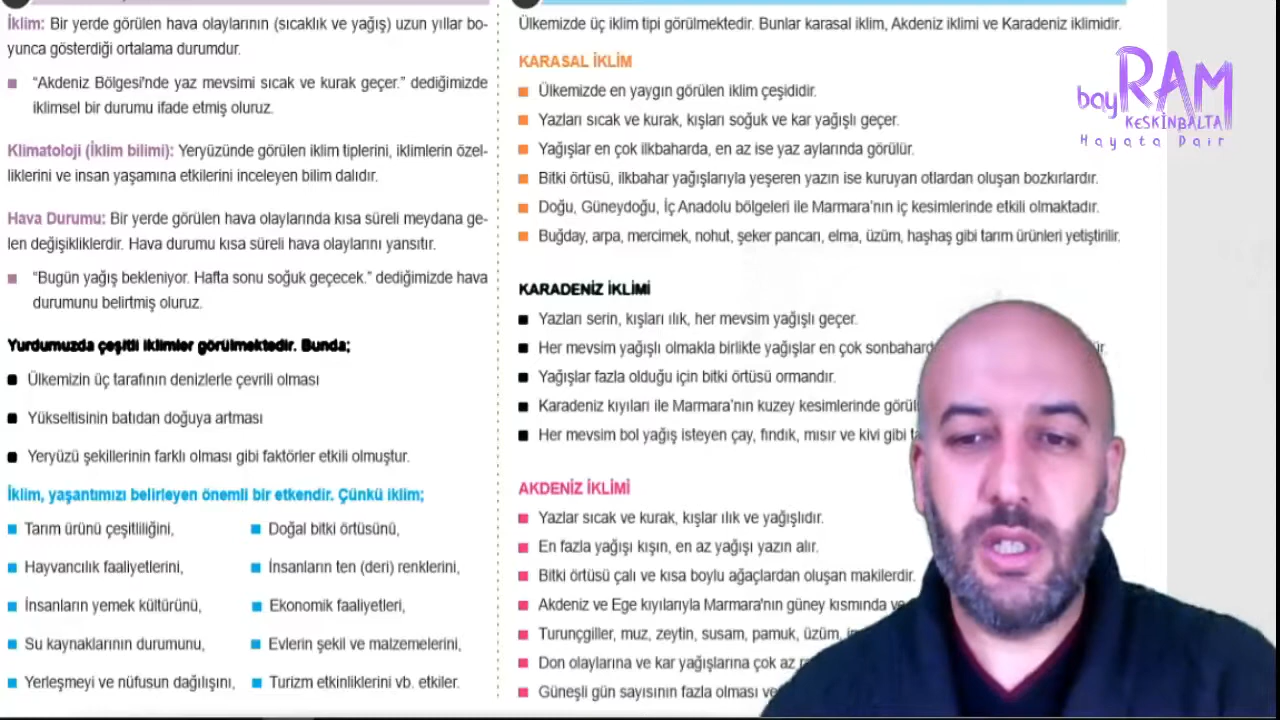 İklim: Bir yerde görülen hava olaylarının (sıcaklık ve yağış) uzun yıllar bo-
yunca gösterdiği ortalama durumdur.
"Akdeniz Bölgesi'nde yaz mevsimi sıcak ve kurak geçer." dediğimizde
iklimsel bir durumu ifade etmiş oluruz.
Klimatoloji (İklim bilimi): Yeryüzünde görülen iklim tiplerini, iklimlerin özel-
liklerini ve insan yaşamına etkilerini inceleyen bilim dalıdır.
Hava Durumu: Bir yerde görülen hava olaylarında kısa süreli meydana ge-
len değişikliklerdir. Hava durumu kısa süreli hava olaylarını yansıtır.
"Bugün yağış bekleniyor. Hafta sonu soğuk geçecek." dediğimizde hava
durumunu belirtmiş oluruz.
Yurdumuzda çeşitli iklimler görülmektedir. Bunda;
Ülkemizin üç tarafının denizlerle çevrili olması
Yükseltisinin batıdan doğuya artması
Yeryüzü şekillerinin farklı olması gibi faktörler etkili olmuştur.
İklim, yaşantımızı belirleyen önemli bir etkendir. Çünkü iklim;
Tarım ürünü çeşitliliğini,
Hayvancılık faaliyetlerini,
İnsanların yemek kültürünü,
Su kaynaklarının durumunu,
Yerleşmeyi ve nüfusun dağılışını,
Doğal bitki örtüsünü,
İnsanların ten (deri) renklerini,
Ekonomik faaliyetleri,
Evlerin şekil ve malzemelerini,
Turizm etkinliklerini vb. etkiler.
Ülkemizde üç iklim tipi görülmektedir. Bunlar karasal iklim, Akdeniz iklimi ve Karadeniz iklimidir.
KARASAL İKLİM
Ülkemizde en yaygın görülen iklim çeşididir.
Yazları sıcak ve kurak, kışları soğuk ve kar yağışlı geçer.
Yağışlar en çok ilkbaharda, en az ise yaz aylarında görülür.
Bitki örtüsü, ilkbahar yağışlarıyla yeşeren yazın ise kuruyan otlardan oluşan bozkırlardır.
Doğu, Güneydoğu, İç Anadolu bölgeleri ile Marmara'nın iç kesimlerinde etkili olmaktadır.
Buğday, arpa, mercimek, nohut, şeker pancarı, elma, üzüm, haşhaş gibi tarım ürünleri yetiştirilir.
KARADENİZ İKLİMİ
Yazları serin, kışları ılık, her mevsim yağışlı geçer.
Her mevsim yağışlı olmakla birlikte yağışlar en çok sonbahard
Yağışlar fazla olduğu için bitki örtüsü ormandır.
Karadeniz kıyıları ile Marmara'nın kuzey kesimlerinde görül
Her mevsim bol yağış isteyen çay, fındık, mısır ve kivi gibi
AKDENİZ İKLİMİ
Yazlar sıcak ve kurak, kışlar ılık ve yağışlıdır.
En fazla yağışı kışın, en az yağışı yazın alır.
Bitki örtüsü çalı ve kısa boylu ağaçlardan oluşan makilerdir.
Akdeniz ve Ege kıyılarıyla Marmara'nın güney kısmında
Turunçgiller, muz, zeytin, susam, pamuk, üzüm,
Don olaylarına ve kar yağışlarına çok az
Güneşli gün sayısının fazla olması
bayRAM
KESKİNBALTA
Hayata Dair